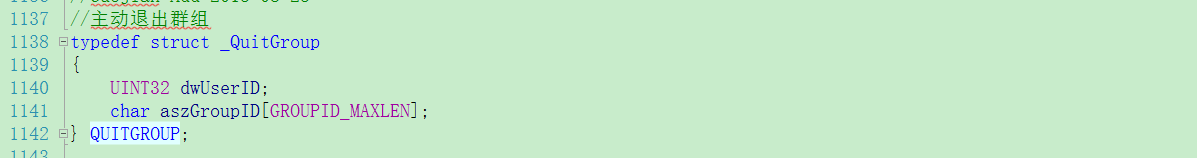 1137 //主动退出群组
1138 typedef struct _QuitGroup
1139 {
1140 UINT32 dwUserID;
1141 char aszGroupID[GROUPID_MAXLEN];
1142 } QUITGROUP;
1143